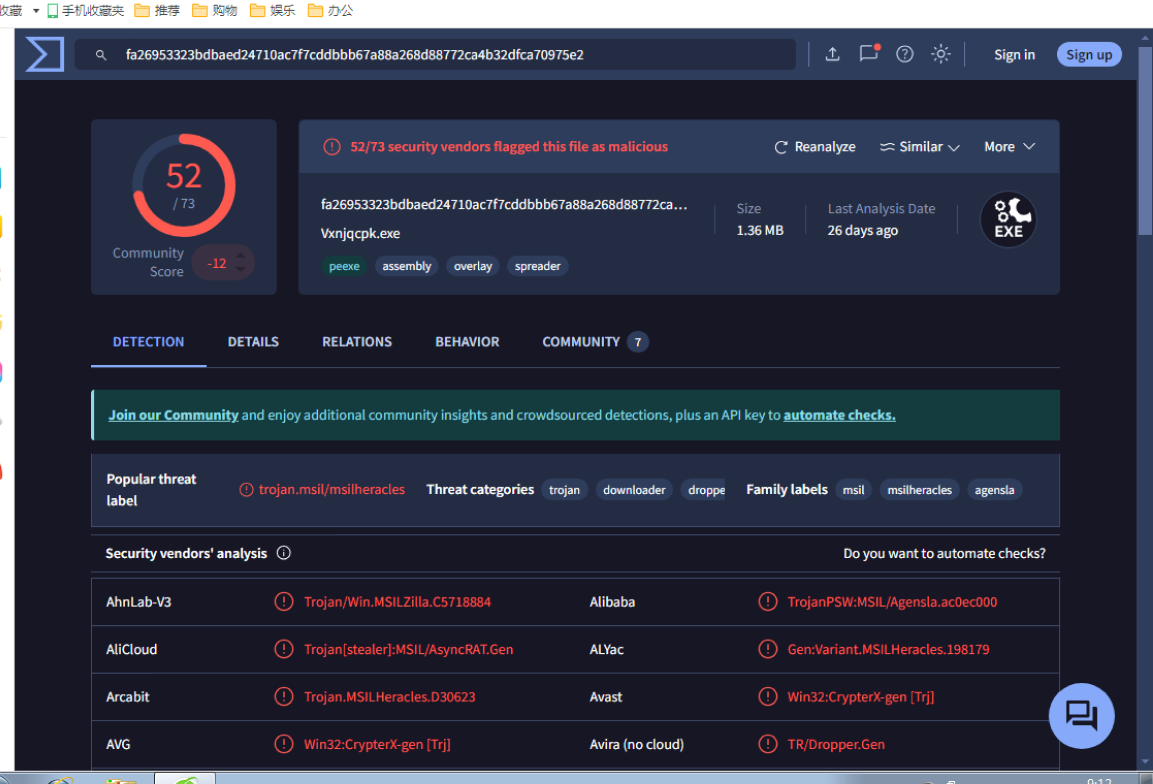 收藏 手机收藏夹 推荐 购物 娱乐 办公
fa26953323bdbaed24710ac7f7cddbbb67a88a268d88772ca4b32dfca70975e2
Sign in Sign up
52
/ 73
Community
Score
-12
52/73 security vendors flagged this file as malicious
Reanalyze Similar More
fa26953323bdbaed24710ac7f7cddbbb67a88a268d88772ca...
Vxnjqcpk.exe
peexe assembly overlay spreader
Size
1.36 MB
Last Analysis Date
26 days ago
EXE
DETECTION DETAILS RELATIONS BEHAVIOR COMMUNITY 7
Join our Community and enjoy additional community insights and crowdsourced detections, plus an API key to automate checks.
Popular threat
label
trojan.msil/msilheracles
Threat categories trojan downloader droppe
Family labels msil msilheracles agensla
Security vendors' analysis
Do you want to automate checks?
AhnLab-V3 Trojan/Win.MSILZilla.C5718884 Alibaba TrojanPSW:MSIL/Agensla.ac0ec000
AliCloud Trojan[stealer]:MSIL/AsyncRAT.Gen ALYac Gen:Variant.MSILHeracles.198179
Arcabit Trojan.MSILHeracles.D30623 Avast Win32:CrypterX-gen [Trj]
AVG Win32:CrypterX-gen [Trj] Avira (no cloud) TR/Dropper.Gen